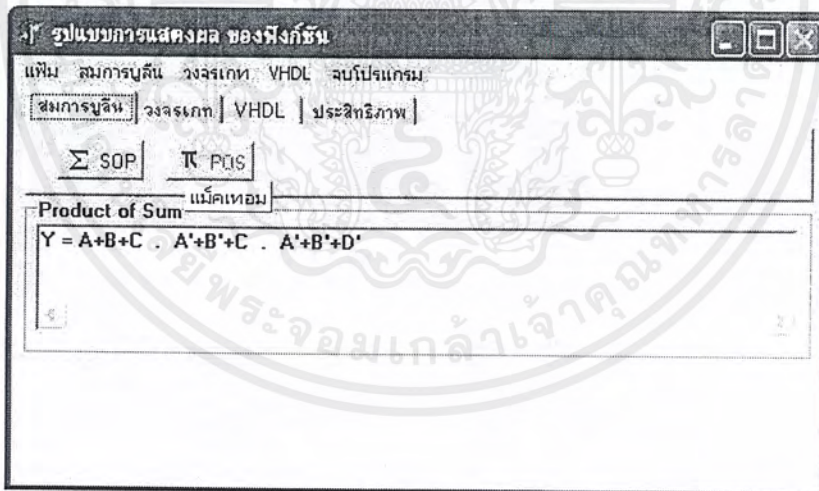 รูปแบบการแสดงผล ของฟังก์ชัน
แฟ้ม สมการบูลีน วงจรเกท VHDL จบโปรแกรม
สมการบูลีน วงจรเกท VHDL ประสิทธิภาพ
Σ SOP π POS
แม็คเทอม
Product of Sum
Y = A+B+C . A'+B'+C . A'+B'+D'